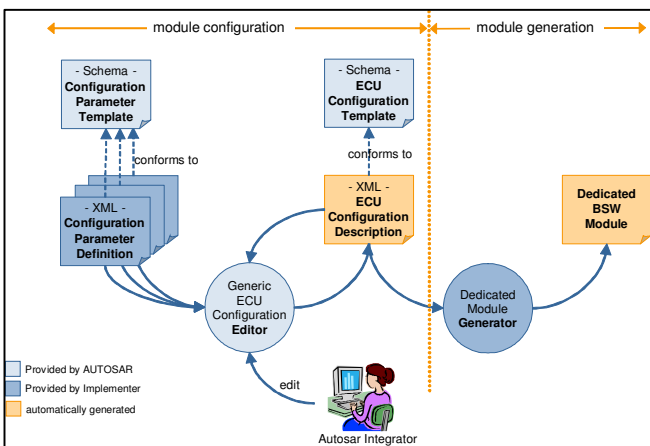 module configuration
module generation
- Schema -
Configuration
Parameter
Template
- Schema -
ECU
Configuration
Template
conforms to
conforms to
- XML -
Configuration
Parameter
Definition
- XML -
ECU
Configuration
Description
Dedicated
BSW
Module
Generic
ECU
Configuration
Editor
Dedicated
Module
Generator
Provided by AUTOSAR
Provided by Implementer
automatically generated
edit
Autosar Integrator